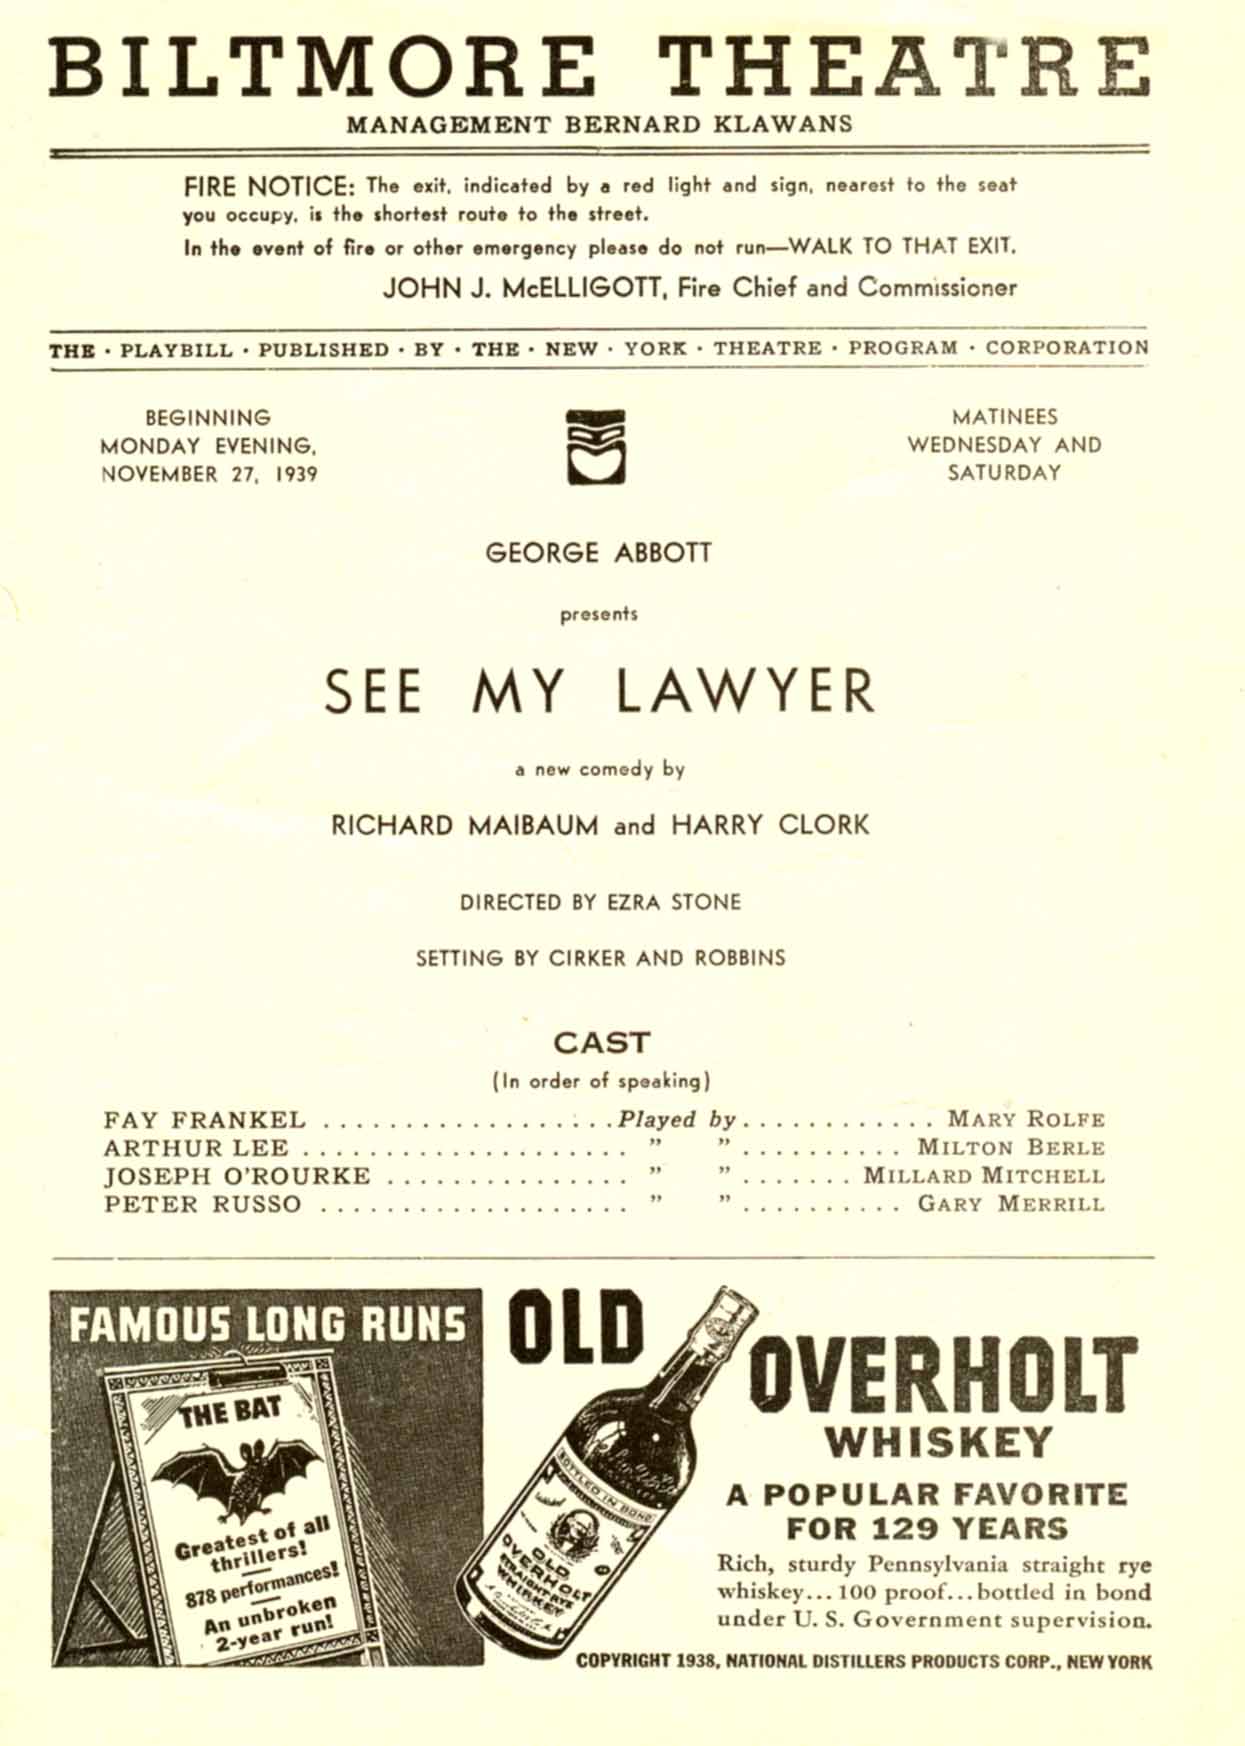 BILTMORE THEATRE
MANAGEMENT BERNARD KLAWANS
FIRE NOTICE: The exit, indicated by a red light and sign, nearest to the seat
you occupy, is the shortest route to the street.
In the event of fire or other emergency please do not run—WALK TO THAT EXIT.
JOHN J. McELLIGOTT, Fire Chief and Commissioner
THE · PLAYBILL · PUBLISHED · BY · THE · NEW · YORK · THEATRE · PROGRAM · CORPORATION
BEGINNING
MONDAY EVENING,
NOVEMBER 27, 1939
MATINEES
WEDNESDAY AND
SATURDAY
GEORGE ABBOTT
presents
SEE MY LAWYER
a new comedy by
RICHARD MAIBAUM and HARRY CLORK
DIRECTED BY EZRA STONE
SETTING BY CIRKER AND ROBBINS
CAST
(In order of speaking)
FAY FRANKEL .................... Played by ............ MARY ROLFE
ARTHUR LEE .................... " " .......... MILTON BERLE
JOSEPH O'ROURKE ............... " " ....... MILLARD MITCHELL
PETER RUSSO ................... " " .......... GARY MERRILL
FAMOUS LONG RUNS
THE BAT
Greatest of all
thrillers!
878 performances!
An unbroken
2-year run!
OLD
OVERHOLT
WHISKEY
A POPULAR FAVORITE
FOR 129 YEARS
Rich, sturdy Pennsylvania straight rye
whiskey...100 proof...bottled in bond
under U. S. Government supervision.
BOTTLED IN BOND
OLD
OVERHOLT
STRAIGHT RYE
WHISKEY
COPYRIGHT 1938, NATIONAL DISTILLERS PRODUCTS CORP., NEW YORK